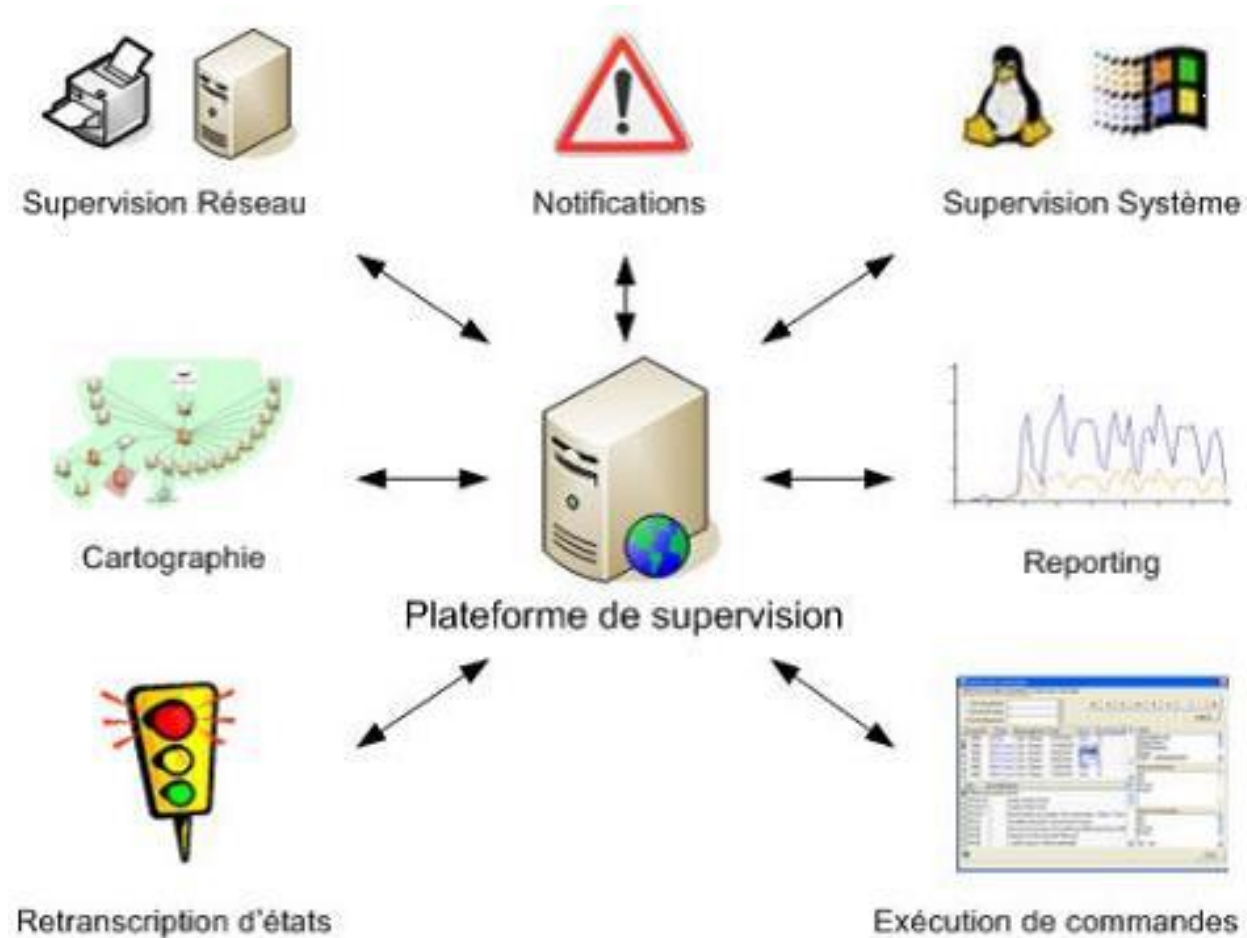 Supervision Réseau
Notifications
Supervision Système
Cartographie
Reporting
Plateforme de supervision
Retranscription d'états
Exécution de commandes